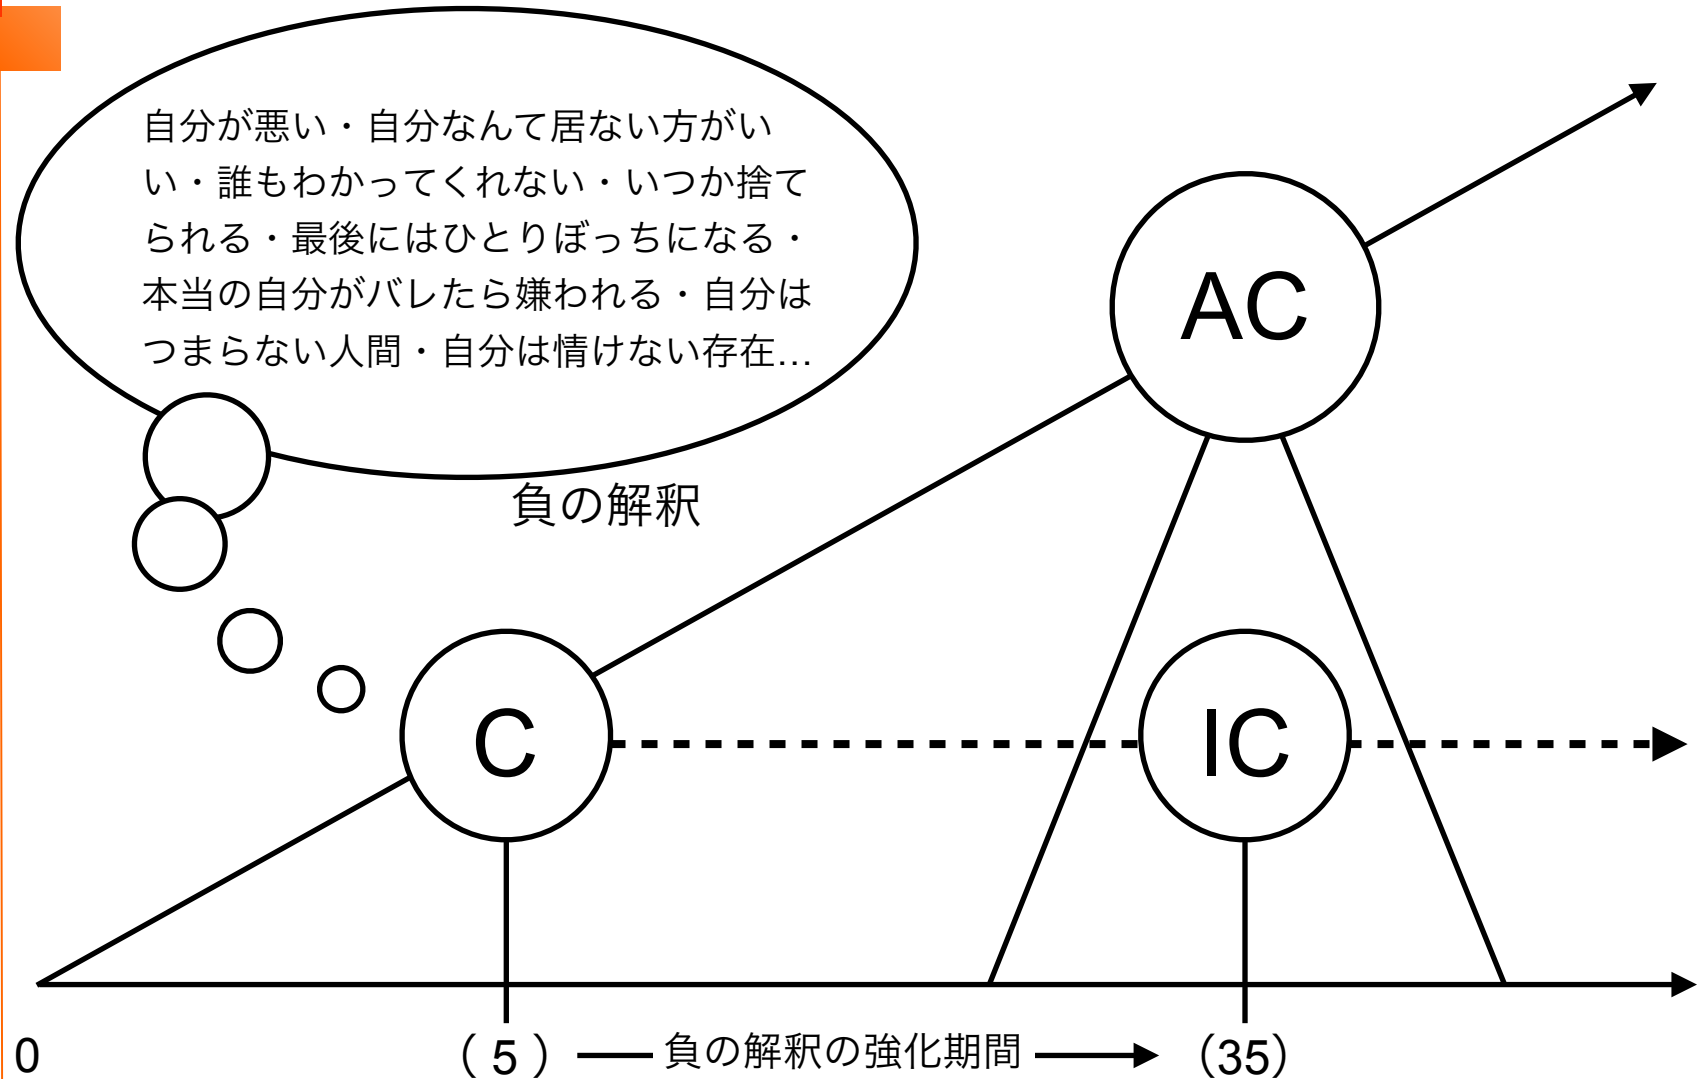 自分が悪い・自分なんて居ない方がい
い・誰もわかってくれない・いつか捨て
られる・最後にはひとりぼっちになる・
本当の自分がバレたら嫌われる・自分は
つまらない人間・自分は情けない存在…
負の解釈
AC
C
IC
0
（ 5 ）
負の解釈の強化期間
（35）